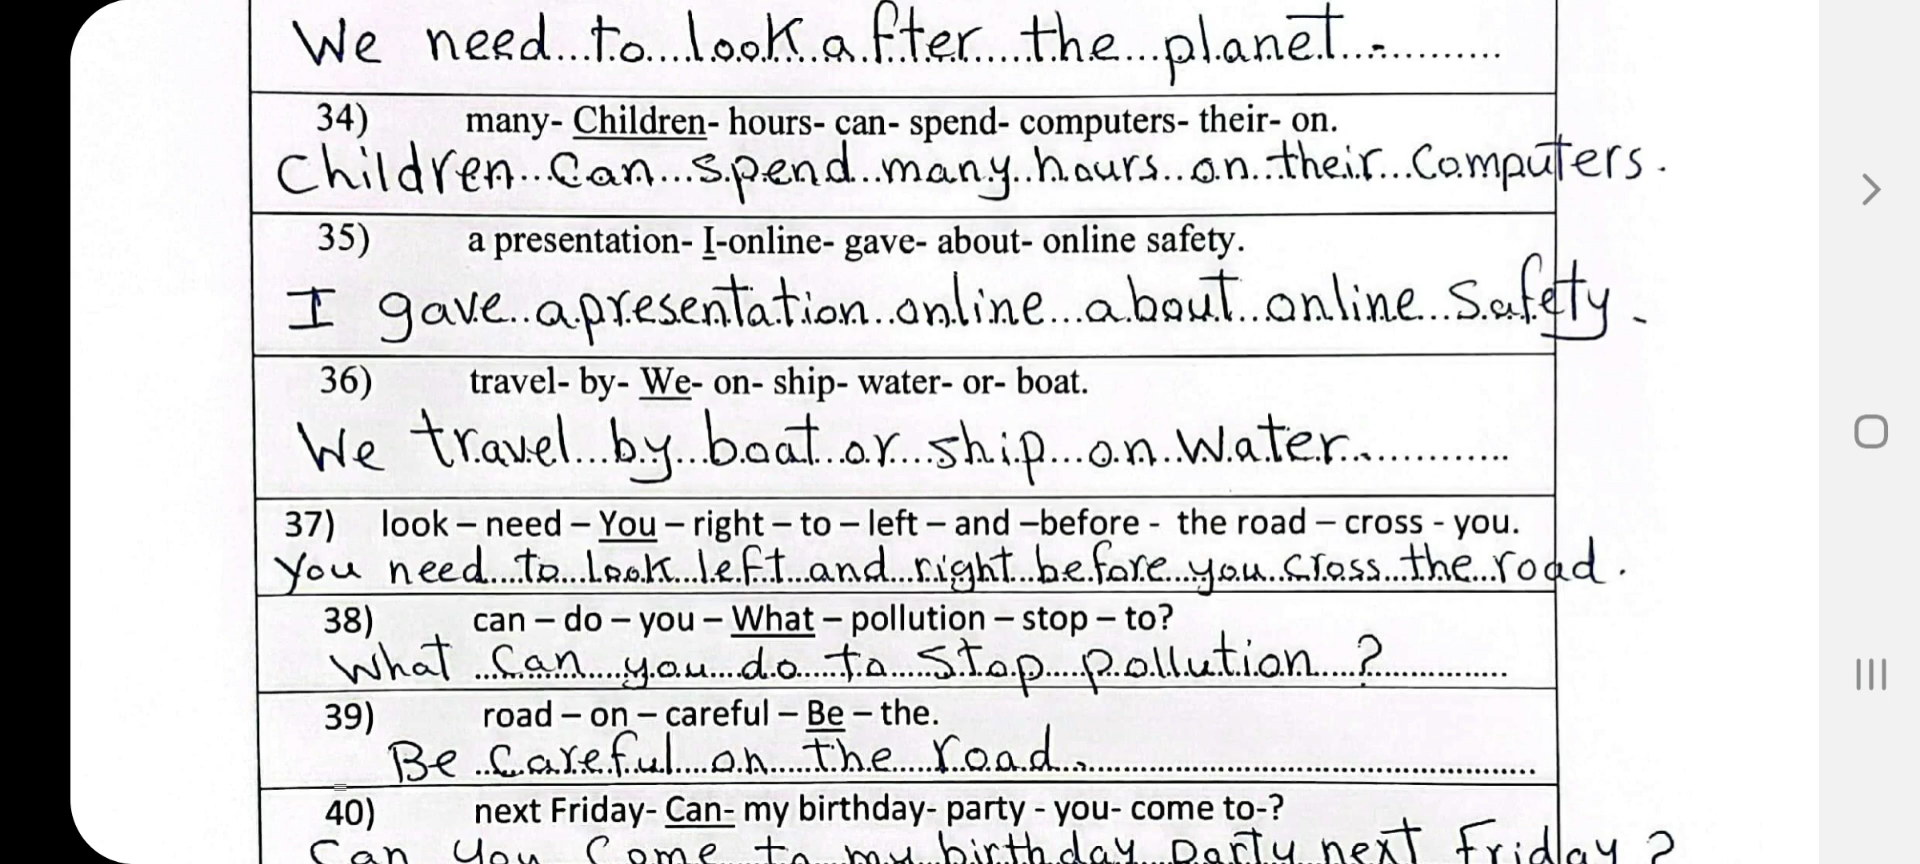 We need to look after the planet.
34) many- Children- hours- can- spend- computers- their- on.
Children can spend many hours on their computers.
35) a presentation- I-online- gave- about- online safety.
I gave a presentation online about online safety.
36) travel- by- We- on- ship- water- or- boat.
We travel by boat or ship on water.
37) look – need – You – right – to – left – and –before - the road – cross - you.
You need to look left and right before you cross the road.
38) can – do – you – What – pollution – stop – to?
What can you do to stop pollution?
39) road – on – careful – Be – the.
Be careful on the road.
40) next Friday- Can- my birthday- party - you- come to-?
Can you come to my birthday party next Friday?